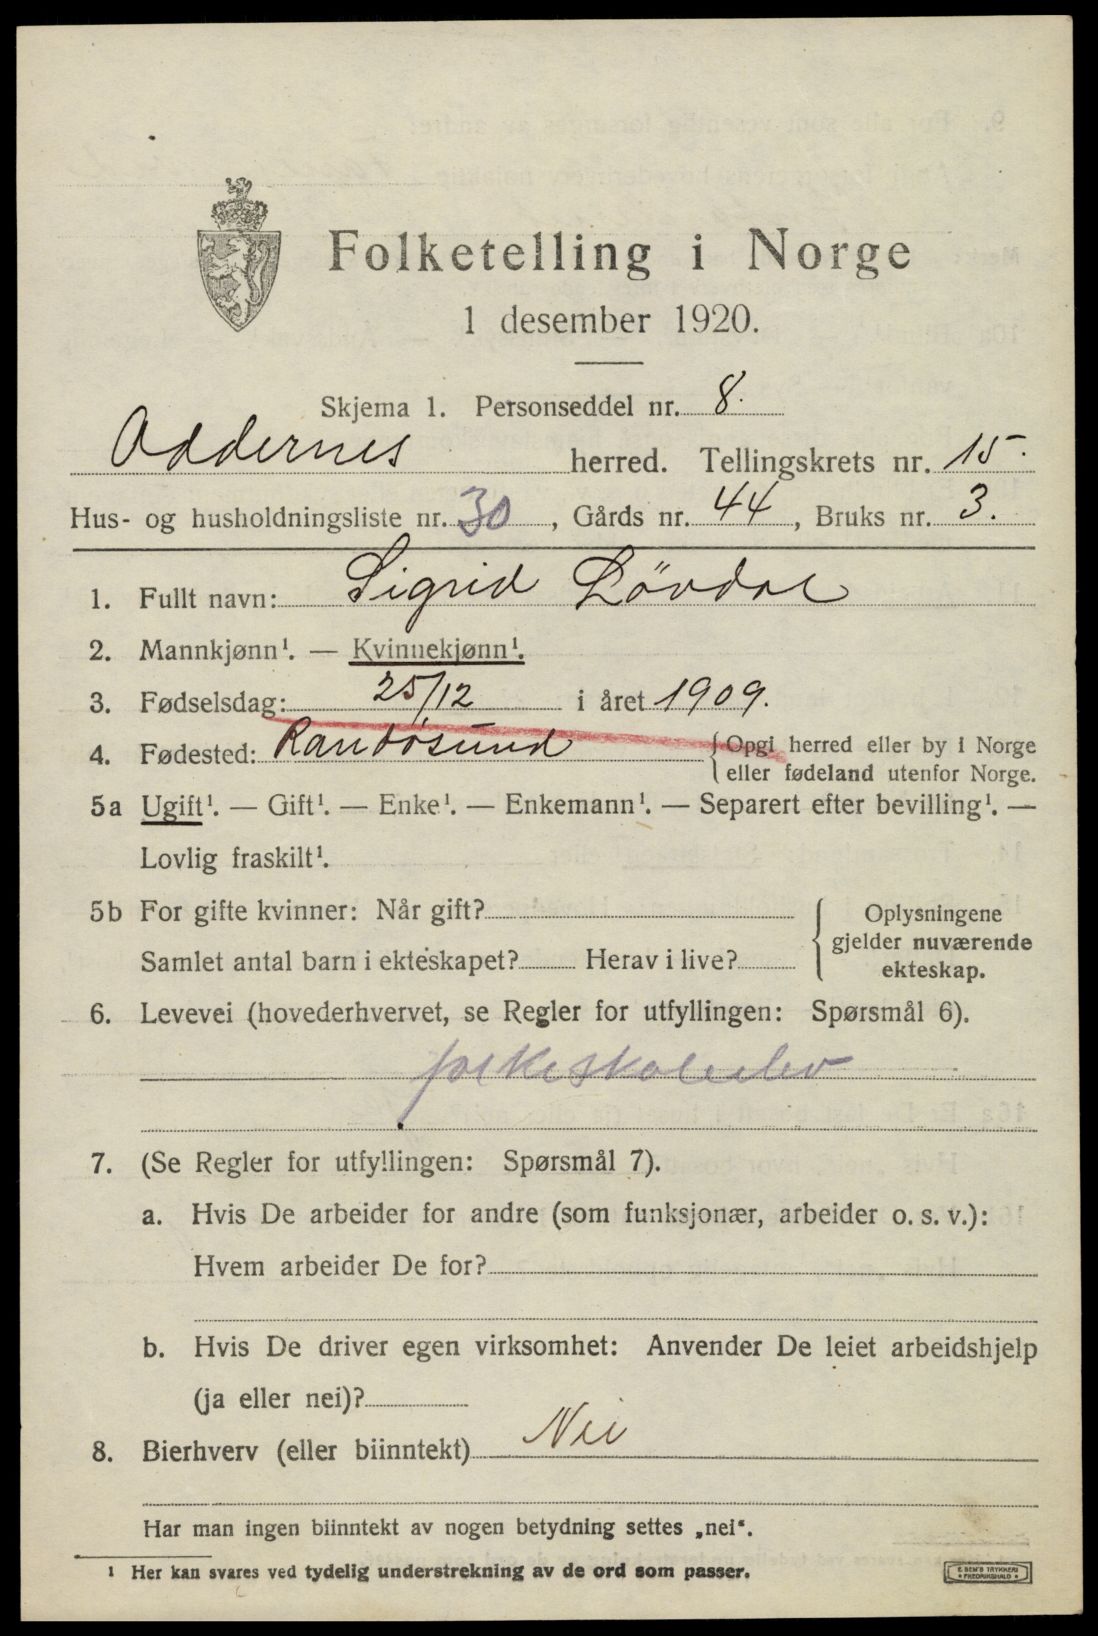 Folketelling i Norge
1 desember 1920.
Skjema 1. Personseddel nr. 8.
Oddernes herred. Tellingskrets nr. 15.
Hus- og husholdningsliste nr. 30, Gårds nr. 44, Bruks nr. 3.
1. Fullt navn: Sigrid Lövdal
2. Mannkjønn¹. — Kvinnekjønn¹.
3. Fødselsdag: 25/12 i året 1909.
4. Fødested: Randösund {Opgi herred eller by i Norge
eller fødeland utenfor Norge.
5a Ugift¹. — Gift¹. — Enke¹. — Enkemann¹. — Separert efter bevilling¹. —
Lovlig fraskilt¹.
5b For gifte kvinner: Når gift?
Samlet antal barn i ekteskapet? Herav i live?
{ Oplysningene
gjelder nuværende
ekteskap.
6. Levevei (hovederhvervet, se Regler for utfyllingen: Spørsmål 6).
folkeskoleelev
7. (Se Regler for utfyllingen: Spørsmål 7).
a. Hvis De arbeider for andre (som funksjonær, arbeider o. s. v.):
Hvem arbeider De for?
b. Hvis De driver egen virksomhet: Anvender De leiet arbeidshjelp
(ja eller nei)?
8. Bierhverv (eller biinntekt) Nei
Har man ingen biinntekt av nogen betydning settes „nei“.
¹ Her kan svares ved tydelig understrekning av de ord som passer.
E. SEM'S TRYKKERI
FREDRIKSHALD